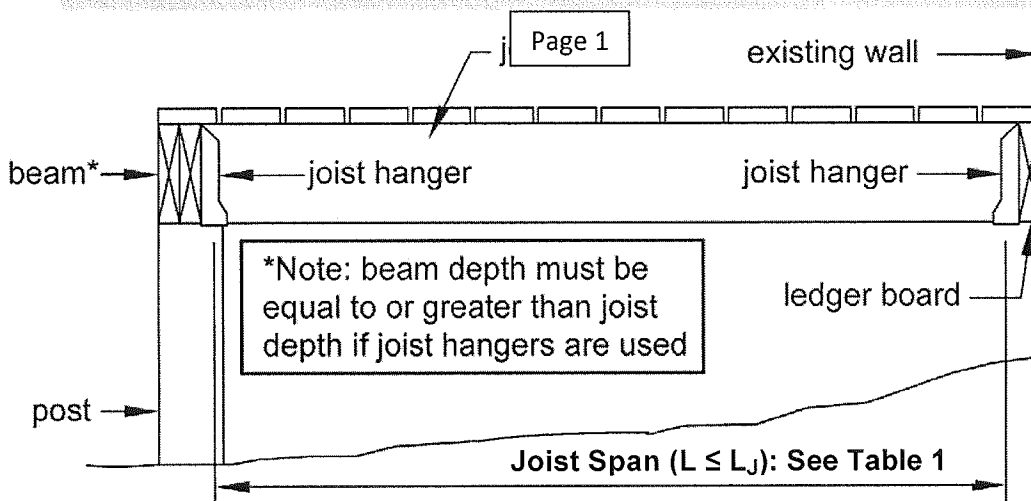 j
Page 1
existing wall
beam*
joist hanger
joist hanger
*Note: beam depth must be
equal to or greater than joist
depth if joist hangers are used
ledger board
post
Joist Span (L ≤ LJ): See Table 1